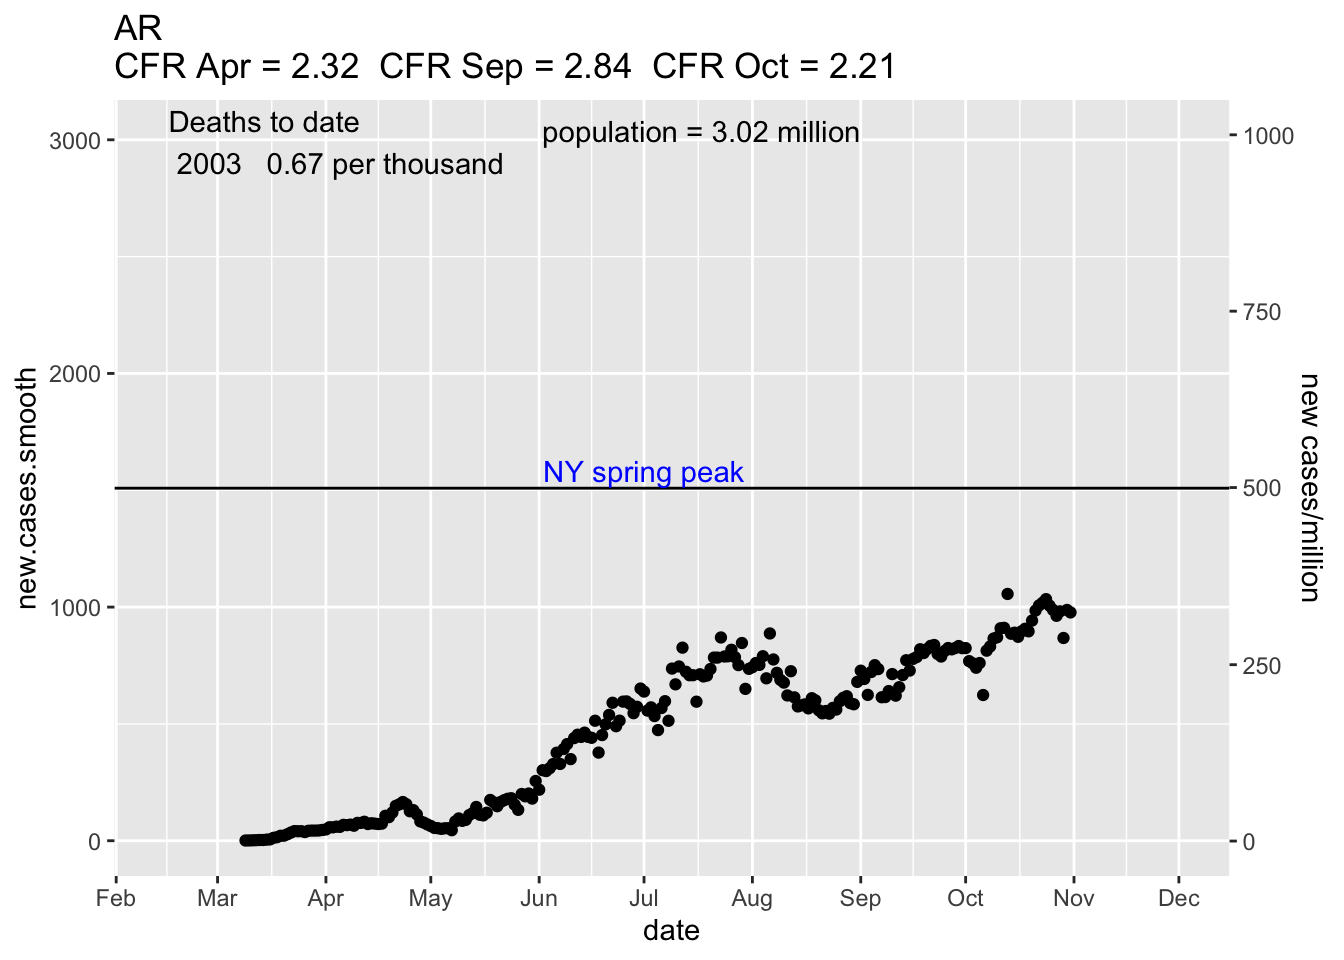 AR
CFR Apr = 2.32  CFR Sep = 2.84  CFR Oct = 2.21
Deaths to date
2003   0.67 per thousand
population = 3.02 million
NY spring peak
new.cases.smooth
3000
2000
1000
0
new cases/million
1000
750
500
250
0
Feb Mar Apr May Jun Jul Aug Sep Oct Nov Dec
date